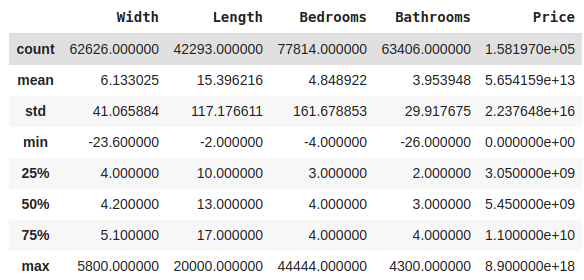 Width Length Bedrooms Bathrooms Price
count 62626.000000 42293.000000 77814.000000 63406.000000 1.581970e+05
mean 6.133025 15.396216 4.848922 3.953948 5.654159e+13
std 41.065884 117.176611 161.678853 29.917675 2.237648e+16
min -23.600000 -2.000000 -4.000000 -26.000000 0.000000e+00
25% 4.000000 10.000000 3.000000 2.000000 3.050000e+09
50% 4.200000 13.000000 4.000000 3.000000 5.450000e+09
75% 5.100000 17.000000 4.000000 4.000000 1.100000e+10
max 5800.000000 20000.000000 44444.000000 4300.000000 8.900000e+18